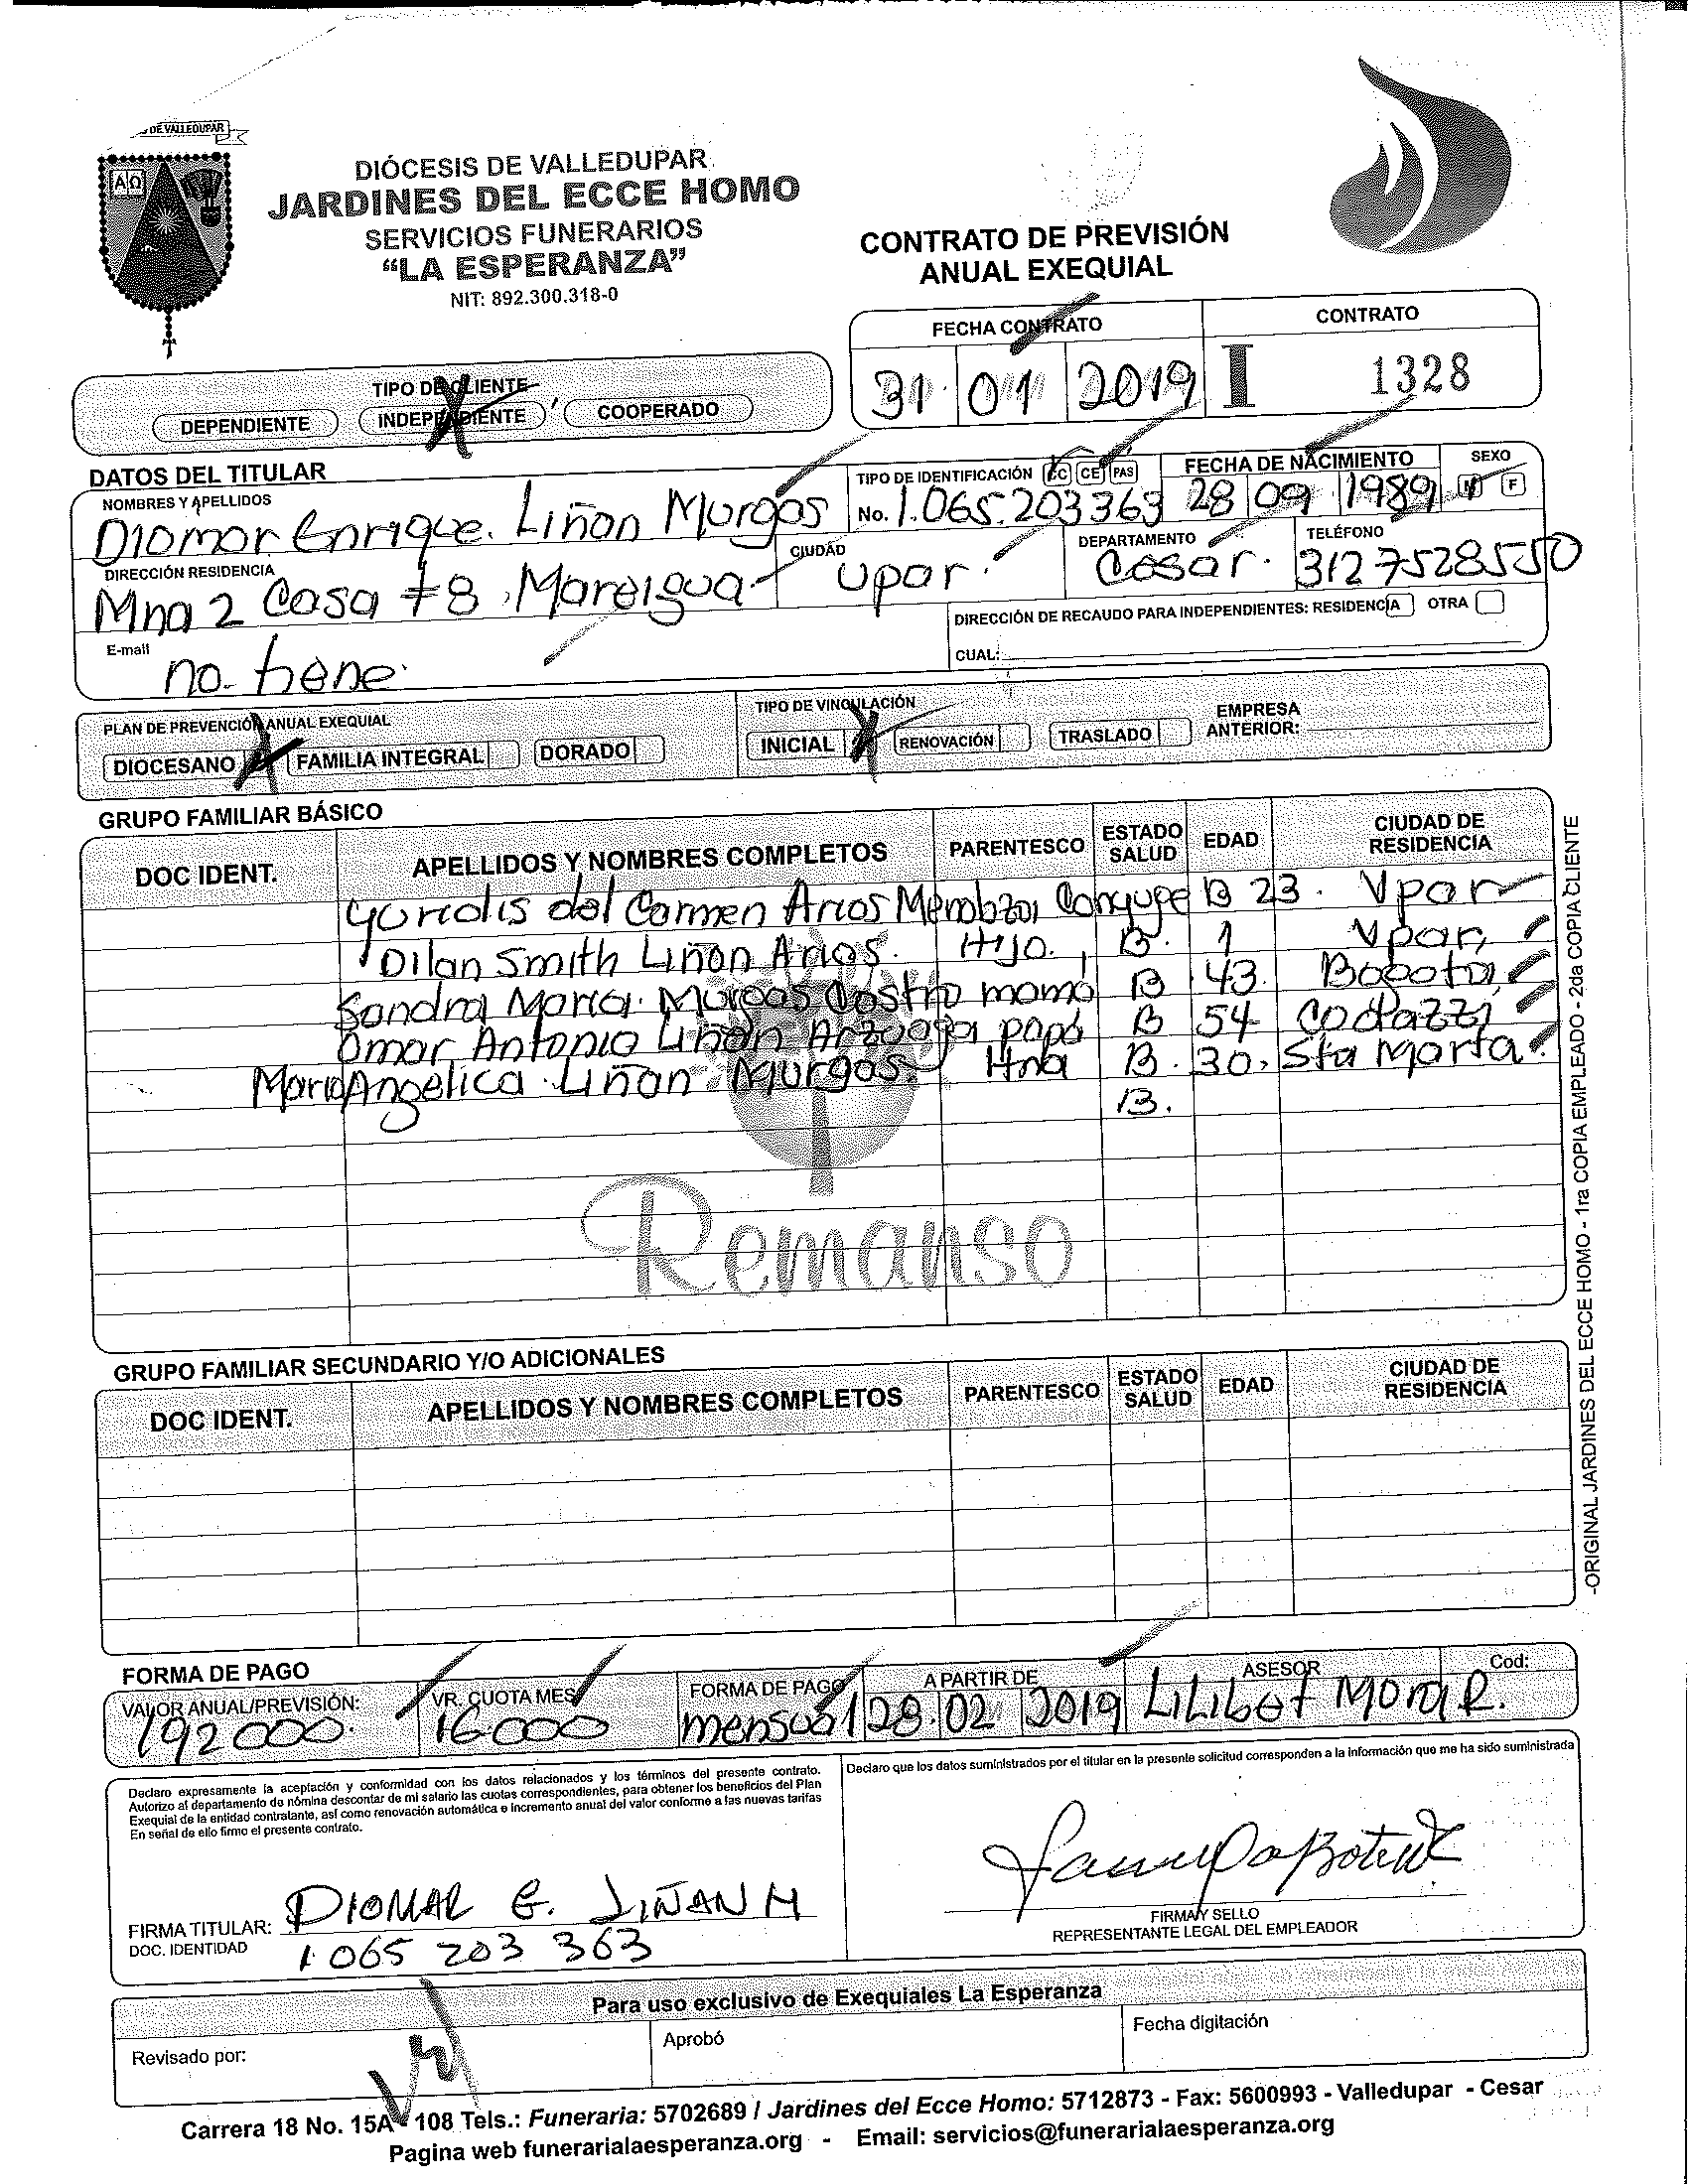 DE VALLEDUPAR
AΩ
DIÓCESIS DE VALLEDUPAR
JARDINES DEL ECCE HOMO
SERVICIOS FUNERARIOS
“LA ESPERANZA”
NIT: 892.300.318-0
CONTRATO DE PREVISIÓN
ANUAL EXEQUIAL
FECHA CONTRATO
CONTRATO
31 01 2019
I 1328
TIPO DE CLIENTE
DEPENDIENTE INDEPENDIENTE COOPERADO
DATOS DEL TITULAR
NOMBRES Y APELLIDOS
Diomar Enrique. Liñan Murgas
TIPO DE IDENTIFICACIÓN CC CE PAS
No. 1.065.203363
FECHA DE NACIMIENTO
28 09 1989
SEXO
M F
DIRECCIÓN RESIDENCIA
Mna 2 Casa #8, Mareigua
CIUDAD
Upar.
DEPARTAMENTO
Cesar.
TELÉFONO
3127528550
DIRECCIÓN DE RECAUDO PARA INDEPENDIENTES: RESIDENCIA OTRA
CUAL:
E-mail
no. tiene.
PLAN DE PREVENCIÓN ANUAL EXEQUIAL
DIOCESANO X FAMILIA INTEGRAL DORADO
TIPO DE VINCULACIÓN
INICIAL X RENOVACIÓN TRASLADO
EMPRESA
ANTERIOR:
GRUPO FAMILIAR BÁSICO
DOC IDENT. APELLIDOS Y NOMBRES COMPLETOS PARENTESCO ESTADO SALUD EDAD CIUDAD DE RESIDENCIA
Yuridis del Carmen Arias Mendoza Conyuge B 23. Vpar
Dilan Smith Liñan Arias. Hijo. B. 1 Vpar,
Sandra Maria Murgas Castro mamá B 43. Bogota,
Omar Antonio Liñan Arzuaga papá B 54 Codazzi
Maria Angelica Liñan Murgas. Hna B. 30, Sta Marta.
B.
Remanso
GRUPO FAMILIAR SECUNDARIO Y/O ADICIONALES
DOC IDENT. APELLIDOS Y NOMBRES COMPLETOS PARENTESCO ESTADO SALUD EDAD CIUDAD DE RESIDENCIA
-ORIGINAL JARDINES DEL ECCE HOMO - 1ra COPIA EMPLEADO - 2da COPIA CLIENTE
FORMA DE PAGO
VALOR ANUAL/PREVISIÓN:
192000.
VR. CUOTA MES
16000
FORMA DE PAGO
mensual
A PARTIR DE
28 02 2019
ASESOR
Lilibet Mora R.
Cod:
Declaro expresamente la aceptación y conformidad con los datos relacionados y los términos del presente contrato.
Autorizo al departamento de nómina descontar de mi salario las cuotas correspondientes, para obtener los beneficios del Plan
Exequial de la entidad contratante, así como renovación automática e incremento anual del valor conforme a las nuevas tarifas
En señal de ello firmo el presente contrato.
Declaro que los datos suministrados por el titular en la presente solicitud corresponden a la información que me ha sido suministrada
FIRMA TITULAR: DIOMAR E. LIÑAN M
DOC. IDENTIDAD 1 065 203 363
FIRMA Y SELLO
REPRESENTANTE LEGAL DEL EMPLEADOR
Para uso exclusivo de Exequiales La Esperanza
Revisado por:
Aprobó
Fecha digitación
Carrera 18 No. 15A - 108 Tels.: Funeraria: 5702689 / Jardines del Ecce Homo: 5712873 - Fax: 5600993 - Valledupar - Cesar
Pagina web funerarialaesperanza.org - Email: servicios@funerarialaesperanza.org